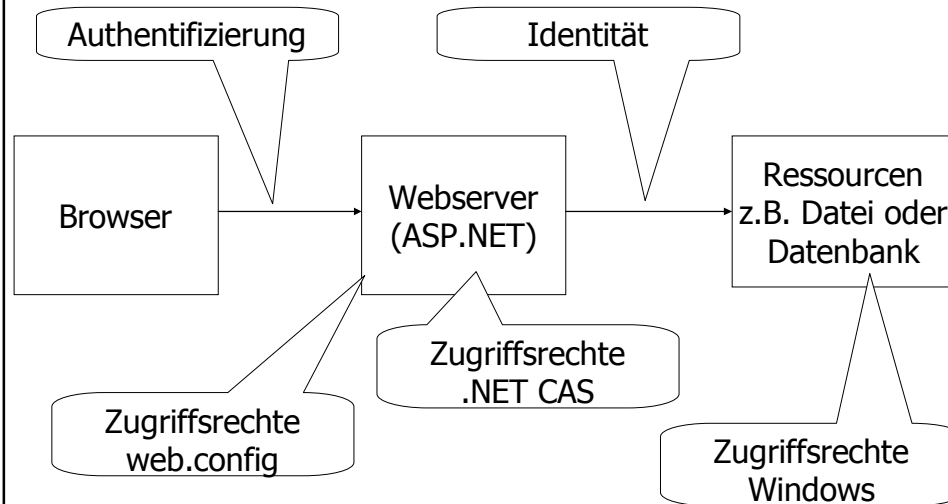 Authentifizierung
Identität
Browser
Webserver
(ASP.NET)
Ressourcen
z.B. Datei oder
Datenbank
Zugriffsrechte
.NET CAS
Zugriffsrechte
web.config
Zugriffsrechte
Windows